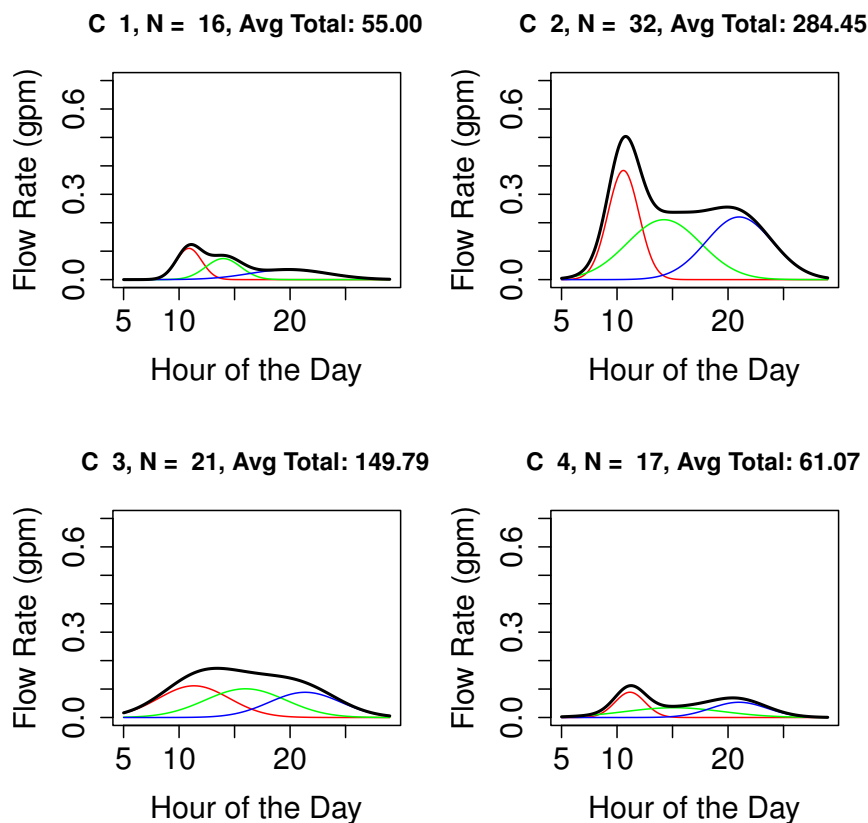 C 1, N = 16, Avg Total: 55.00
Flow Rate (gpm)
0.6
0.3
0.0
5 10 20
Hour of the Day
C 2, N = 32, Avg Total: 284.45
Flow Rate (gpm)
0.6
0.3
0.0
5 10 20
Hour of the Day
C 3, N = 21, Avg Total: 149.79
Flow Rate (gpm)
0.6
0.3
0.0
5 10 20
Hour of the Day
C 4, N = 17, Avg Total: 61.07
Flow Rate (gpm)
0.6
0.3
0.0
5 10 20
Hour of the Day